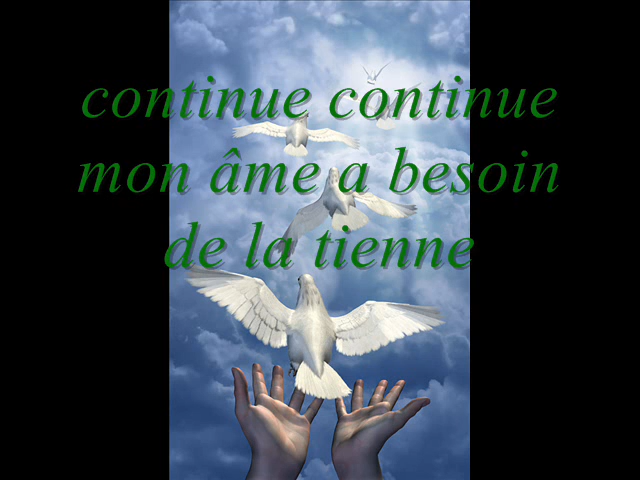 continue continue
mon âme a besoin
de la tienne